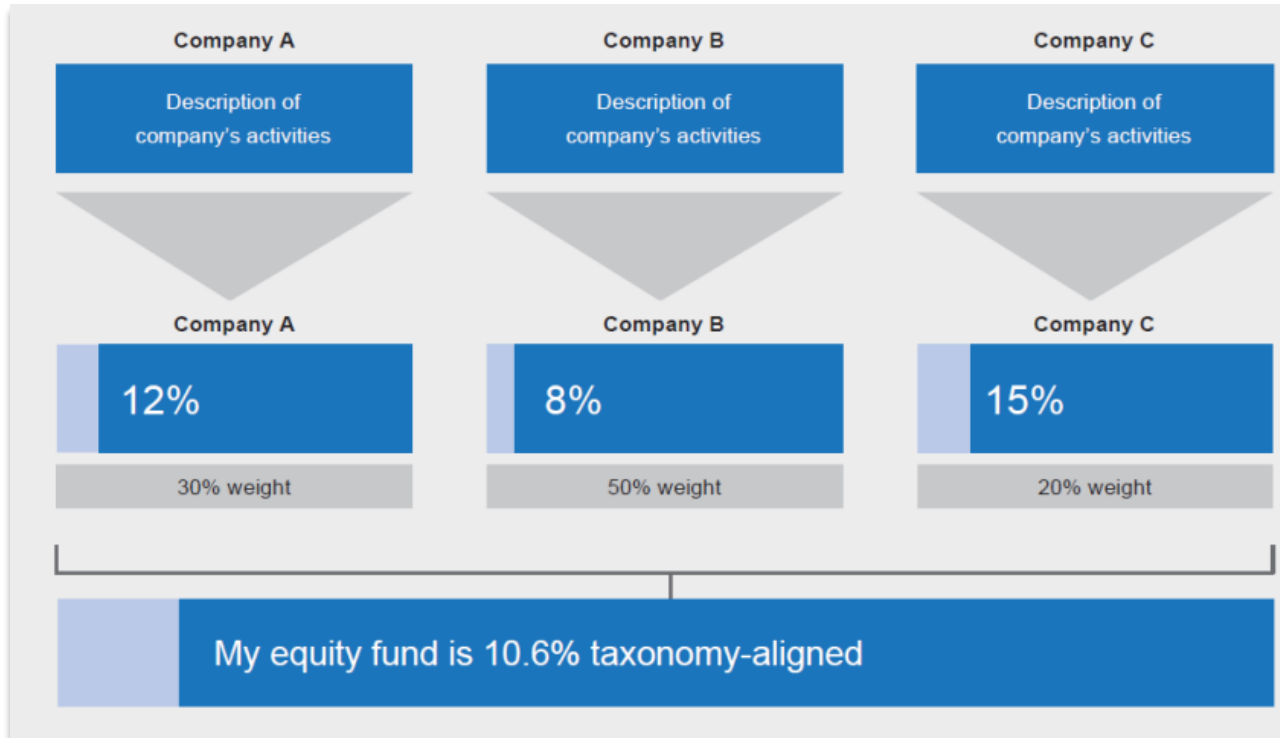 Company A
Company B
Company C
Description of
company's activities
Description of
company's activities
Description of
company's activities
Company A
Company B
Company C
12%
8%
15%
30% weight
50% weight
20% weight
My equity fund is 10.6% taxonomy-aligned